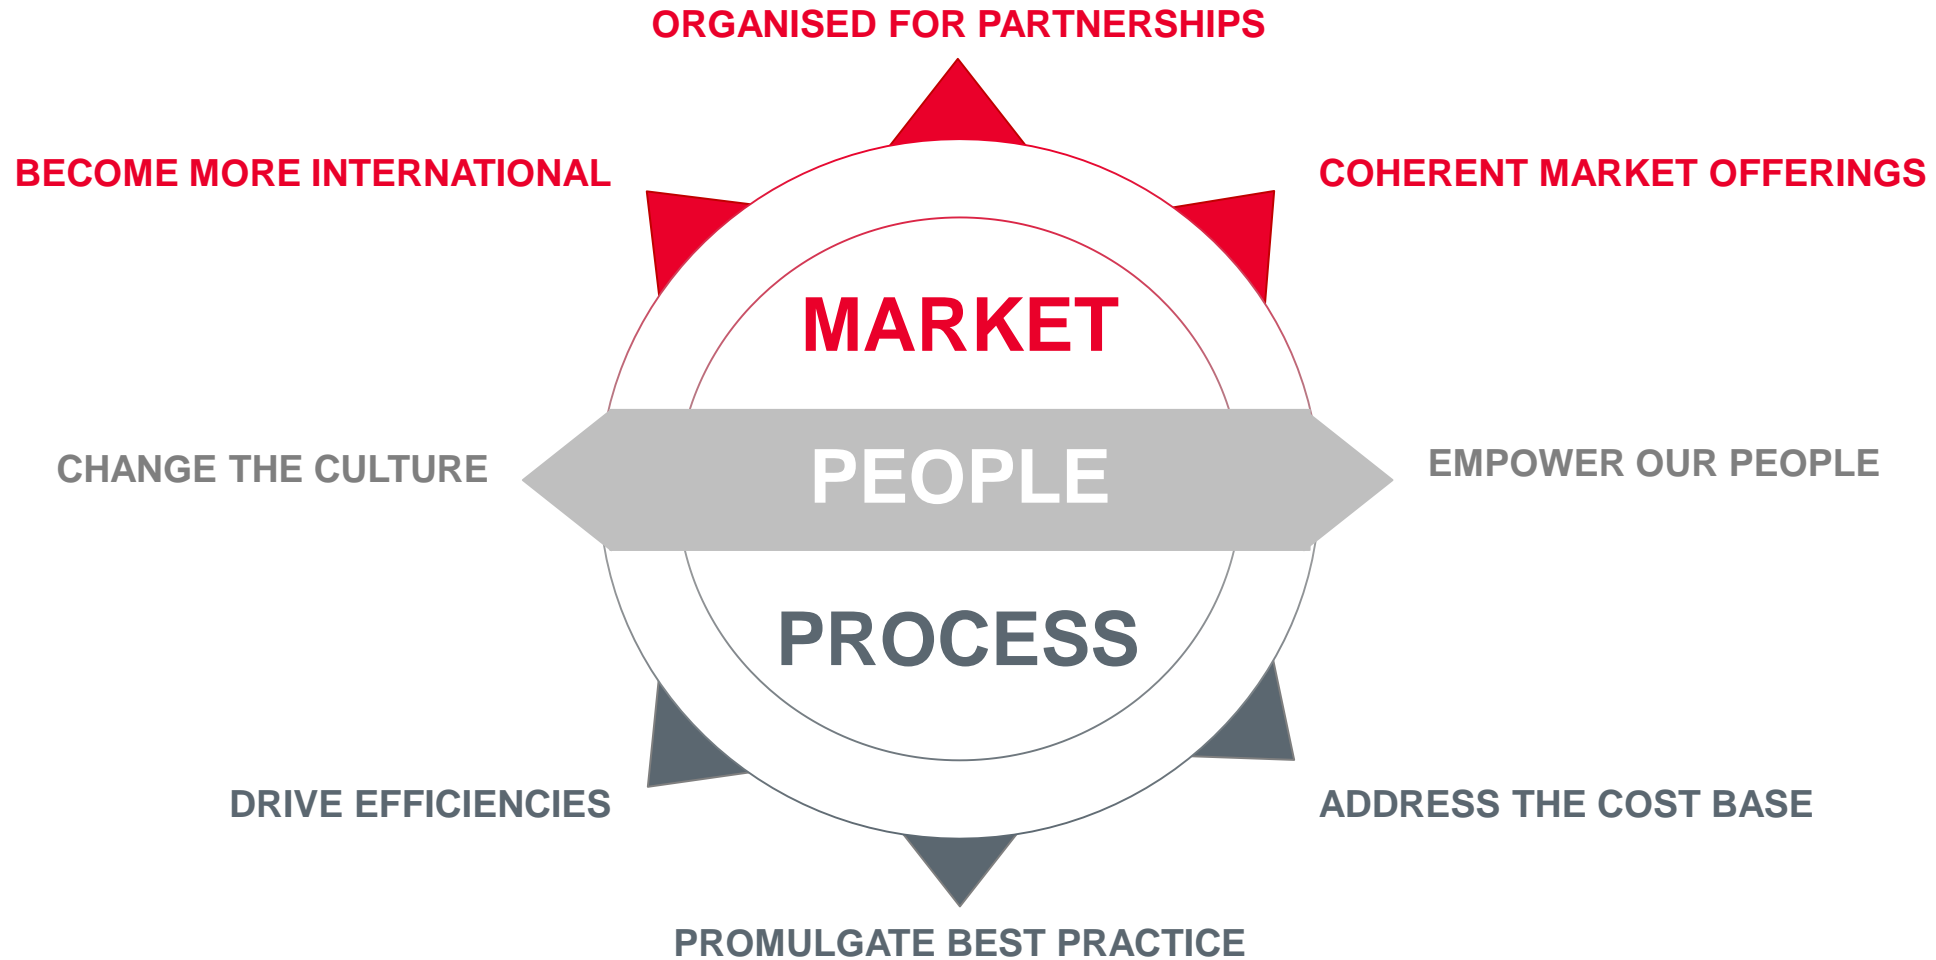 ORGANISED FOR PARTNERSHIPS
BECOME MORE INTERNATIONAL
COHERENT MARKET OFFERINGS
MARKET
CHANGE THE CULTURE
PEOPLE
EMPOWER OUR PEOPLE
PROCESS
DRIVE EFFICIENCIES
ADDRESS THE COST BASE
PROMULGATE BEST PRACTICE